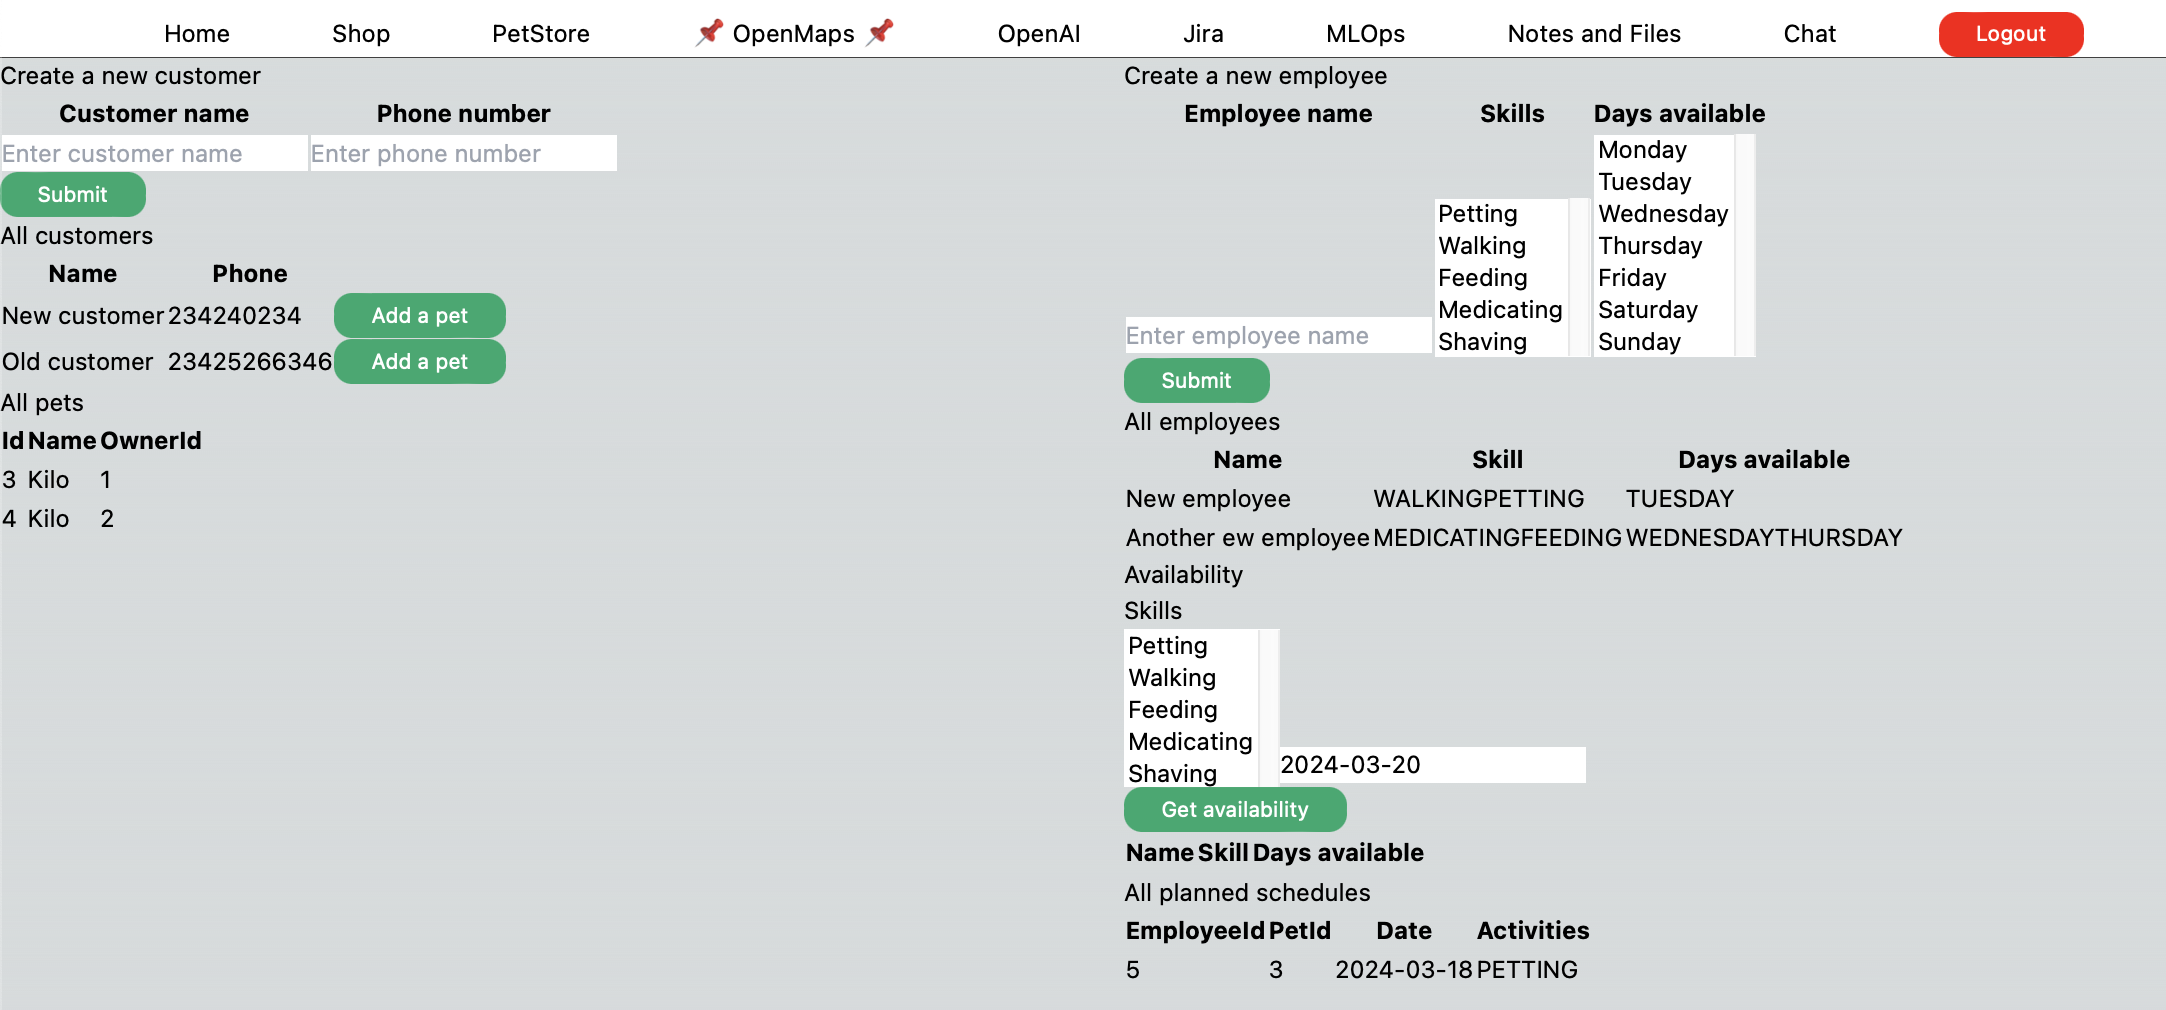 Home Shop PetStore 📌 OpenMaps 📌 OpenAI Jira MLOps Notes and Files Chat Logout
Create a new customer
Customer name Phone number
Enter customer name Enter phone number
Submit
All customers
Name Phone
New customer 234240234 Add a pet
Old customer 23425266346 Add a pet
All pets
Id Name OwnerId
3 Kilo 1
4 Kilo 2
Create a new employee
Employee name Skills Days available
Enter employee name
Petting
Walking
Feeding
Medicating
Shaving
Monday
Tuesday
Wednesday
Thursday
Friday
Saturday
Sunday
Submit
All employees
Name Skill Days available
New employee WALKINGPETTING TUESDAY
Another ew employee MEDICATINGFEEDING WEDNESDAYTHURSDAY
Availability
Skills
Petting
Walking
Feeding
Medicating
Shaving
2024-03-20
Get availability
Name Skill Days available
All planned schedules
EmployeeId PetId Date Activities
5 3 2024-03-18 PETTING